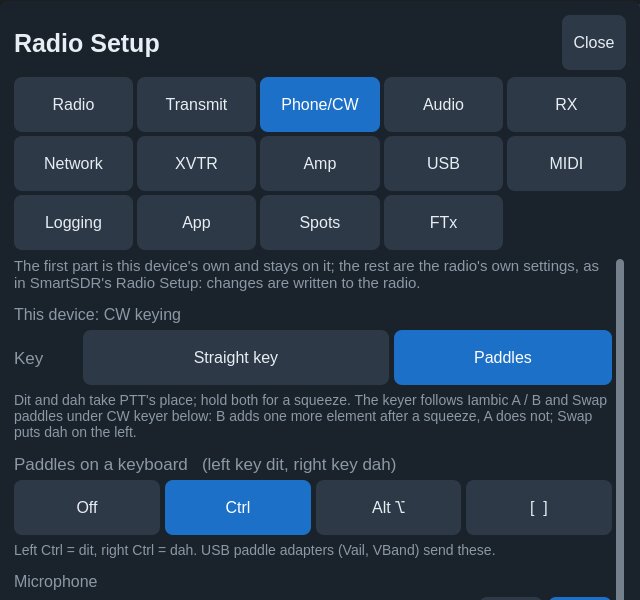 Radio Setup
Close
Radio
Transmit
Phone/CW
Audio
RX
Network
XVTR
Amp
USB
MIDI
Logging
App
Spots
FTx
The first part is this device's own and stays on it; the rest are the radio's own settings, as
in SmartSDR's Radio Setup: changes are written to the radio.
This device: CW keying
Key
Straight key
Paddles
Dit and dah take PTT's place; hold both for a squeeze. The keyer follows Iambic A / B and Swap
paddles under CW keyer below: B adds one more element after a squeeze, A does not; Swap
puts dah on the left.
Paddles on a keyboard (left key dit, right key dah)
Off
Ctrl
Alt ⌥
[ ]
Left Ctrl = dit, right Ctrl = dah. USB paddle adapters (Vail, VBand) send these.
Microphone